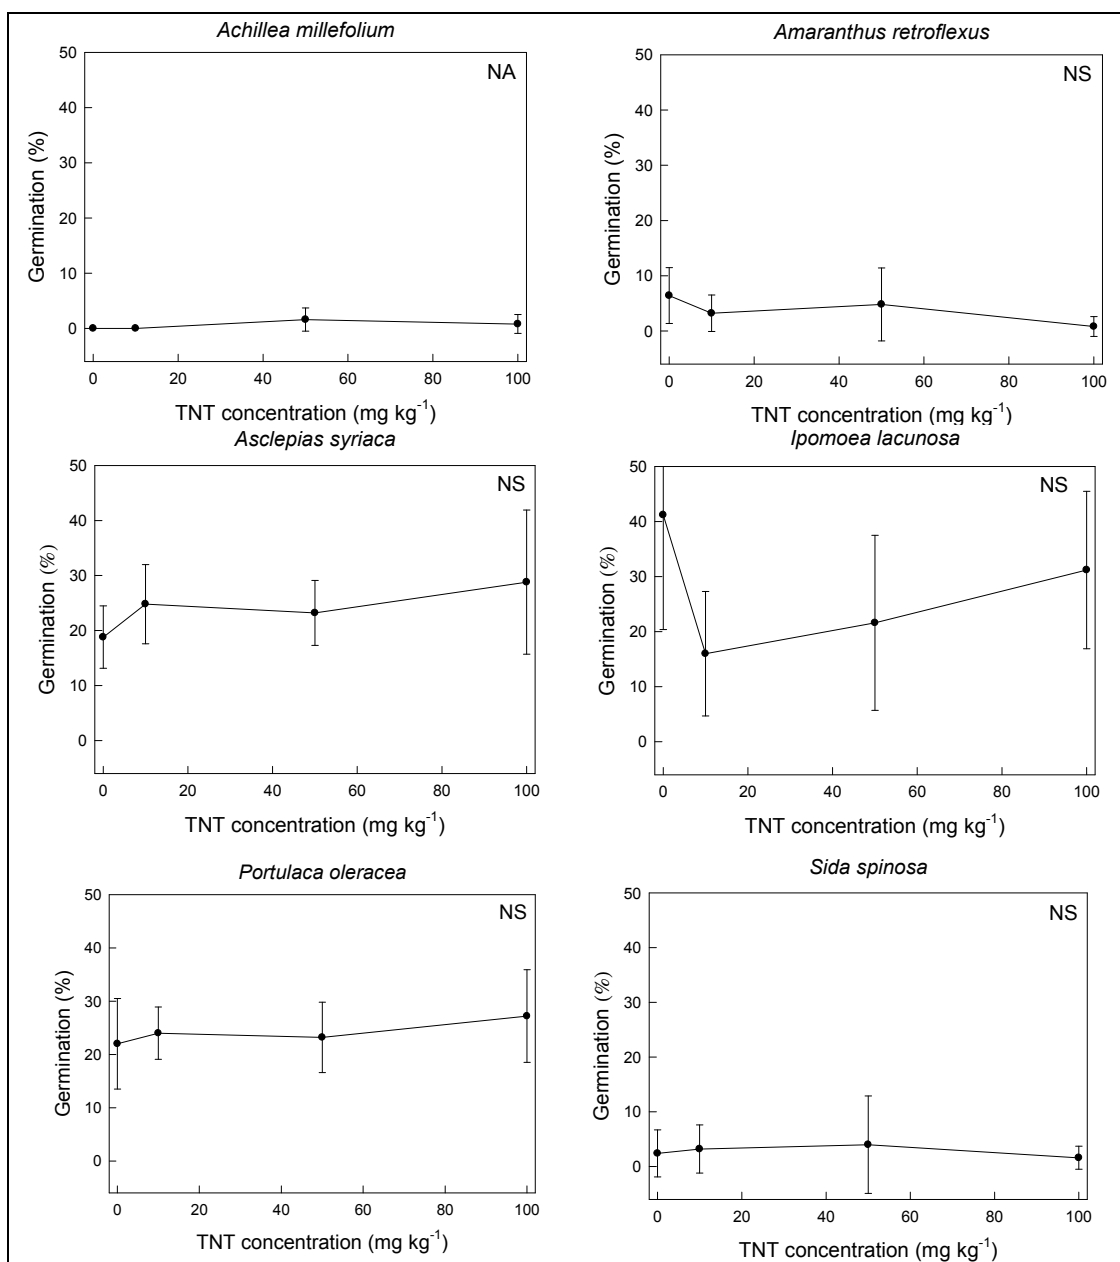 Achillea millefolium
50
40
30
20
10
0
Germination (%)
NA
0 20 40 60 80 100
TNT concentration (mg kg-1)
Amaranthus retroflexus
50
40
30
20
10
0
Germination (%)
NS
0 20 40 60 80 100
TNT concentration (mg kg-1)
Asclepias syriaca
50
40
30
20
10
0
Germination (%)
NS
0 20 40 60 80 100
TNT concentration (mg kg-1)
Ipomoea lacunosa
50
40
30
20
10
0
Germination (%)
NS
0 20 40 60 80 100
TNT concentration (mg kg-1)
Portulaca oleracea
50
40
30
20
10
0
Germination (%)
NS
0 20 40 60 80 100
TNT concentration (mg kg-1)
Sida spinosa
50
40
30
20
10
0
Germination (%)
NS
0 20 40 60 80 100
TNT concentration (mg kg-1)